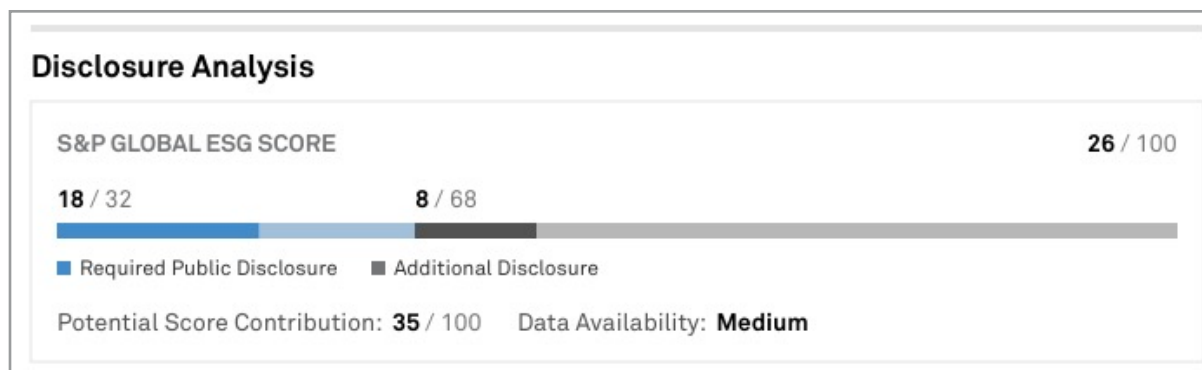 Disclosure Analysis
S&P GLOBAL ESG SCORE 26 / 100
18 / 32 8 / 68
Required Public Disclosure Additional Disclosure
Potential Score Contribution: 35 / 100 Data Availability: Medium